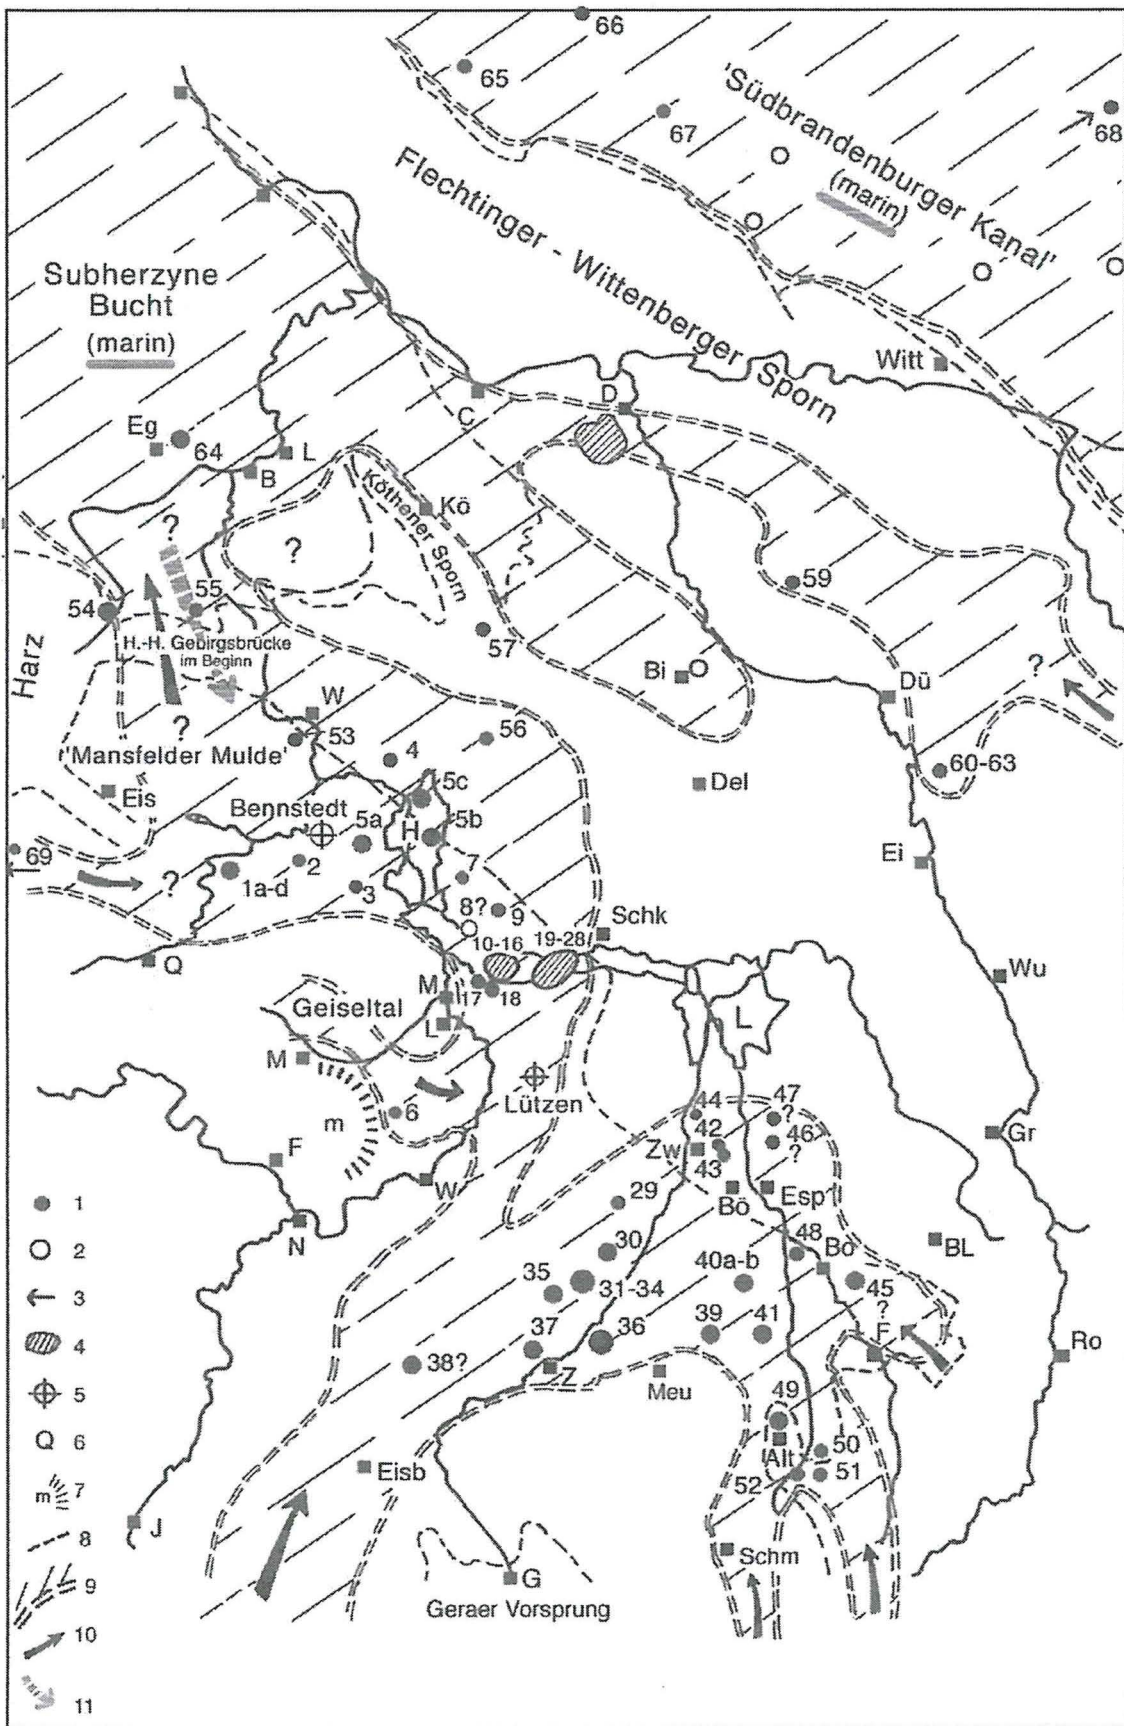 66
65
67
68
'Südbrandenburger Kanal'
(marin)
Flechtinger - Wittenberger Sporn
Subherzyne
Bucht
(marin)
Witt
C
D
Eg
64
L
B
Köthener Sporn
Kö
?
?
59
54
55
57
H.-H. Gebirgsbrücke
im Beginn
Harz
Bi
?
Dü
?
W
53
'Mansfelder Mulde'
4
56
60-63
Eis
5c
Del
Bennstedt
5a
H
5b
69
?
1a-d
2
3
7
Ei
8?
9
Schk
10-16
19-28
Q
M
17
18
Wu
Geiseltal
L
L
M
Lützen
m
6
44
47
?
42
46
?
Zw
43
Gr
F
W
29
Bö
Esp
1
N
30
48
Bo
BL
2
35
31-34
40a-b
45
3
37
36
39
41
?
F
Ro
4
38?
Z
Meu
5
49
Q 6
Eisb
Alt
50
52
51
m 7
J
8
Schm
9
G
Geraer Vorsprung
10
11